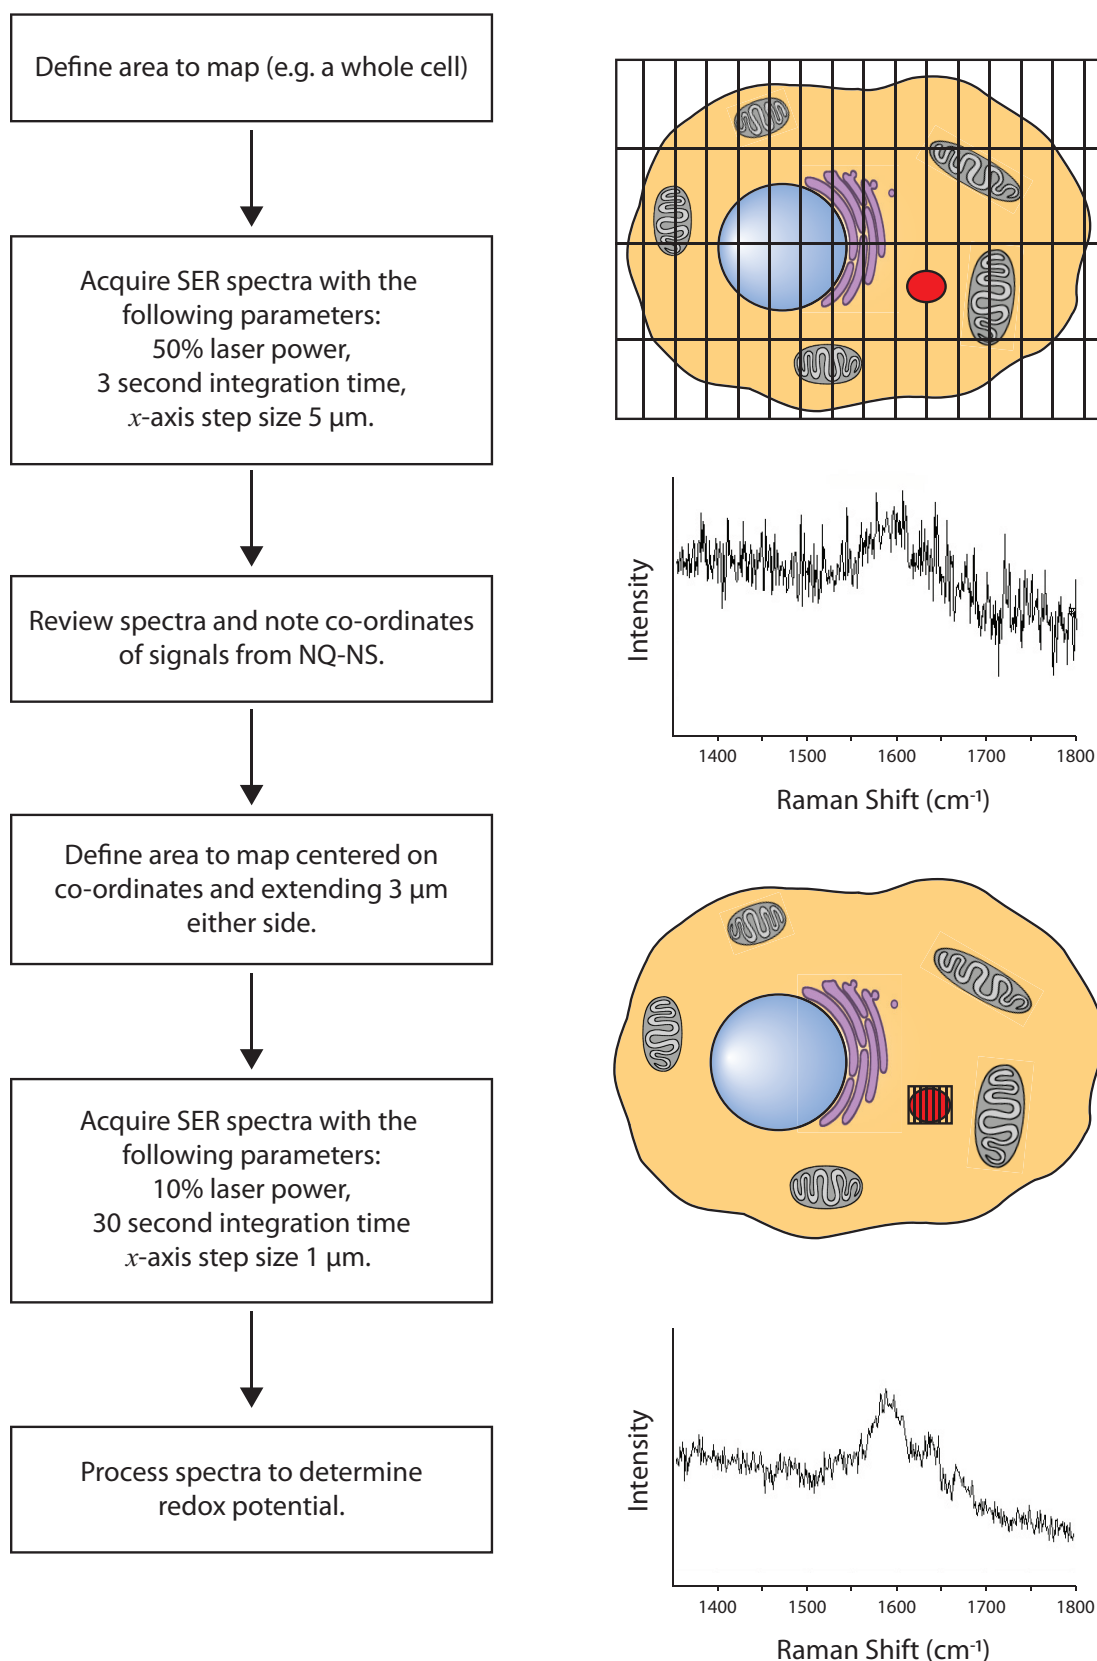 Define area to map (e.g. a whole cell)
Acquire SER spectra with the
following parameters:
50% laser power,
3 second integration time,
x-axis step size 5 µm.
Review spectra and note co-ordinates
of signals from NQ-NS.
Define area to map centered on
co-ordinates and extending 3 µm
either side.
Acquire SER spectra with the
following parameters:
10% laser power,
30 second integration time
x-axis step size 1 µm.
Process spectra to determine
redox potential.
Intensity
1400 1500 1600 1700 1800
Raman Shift (cm⁻¹)
Intensity
1400 1500 1600 1700 1800
Raman Shift (cm⁻¹)